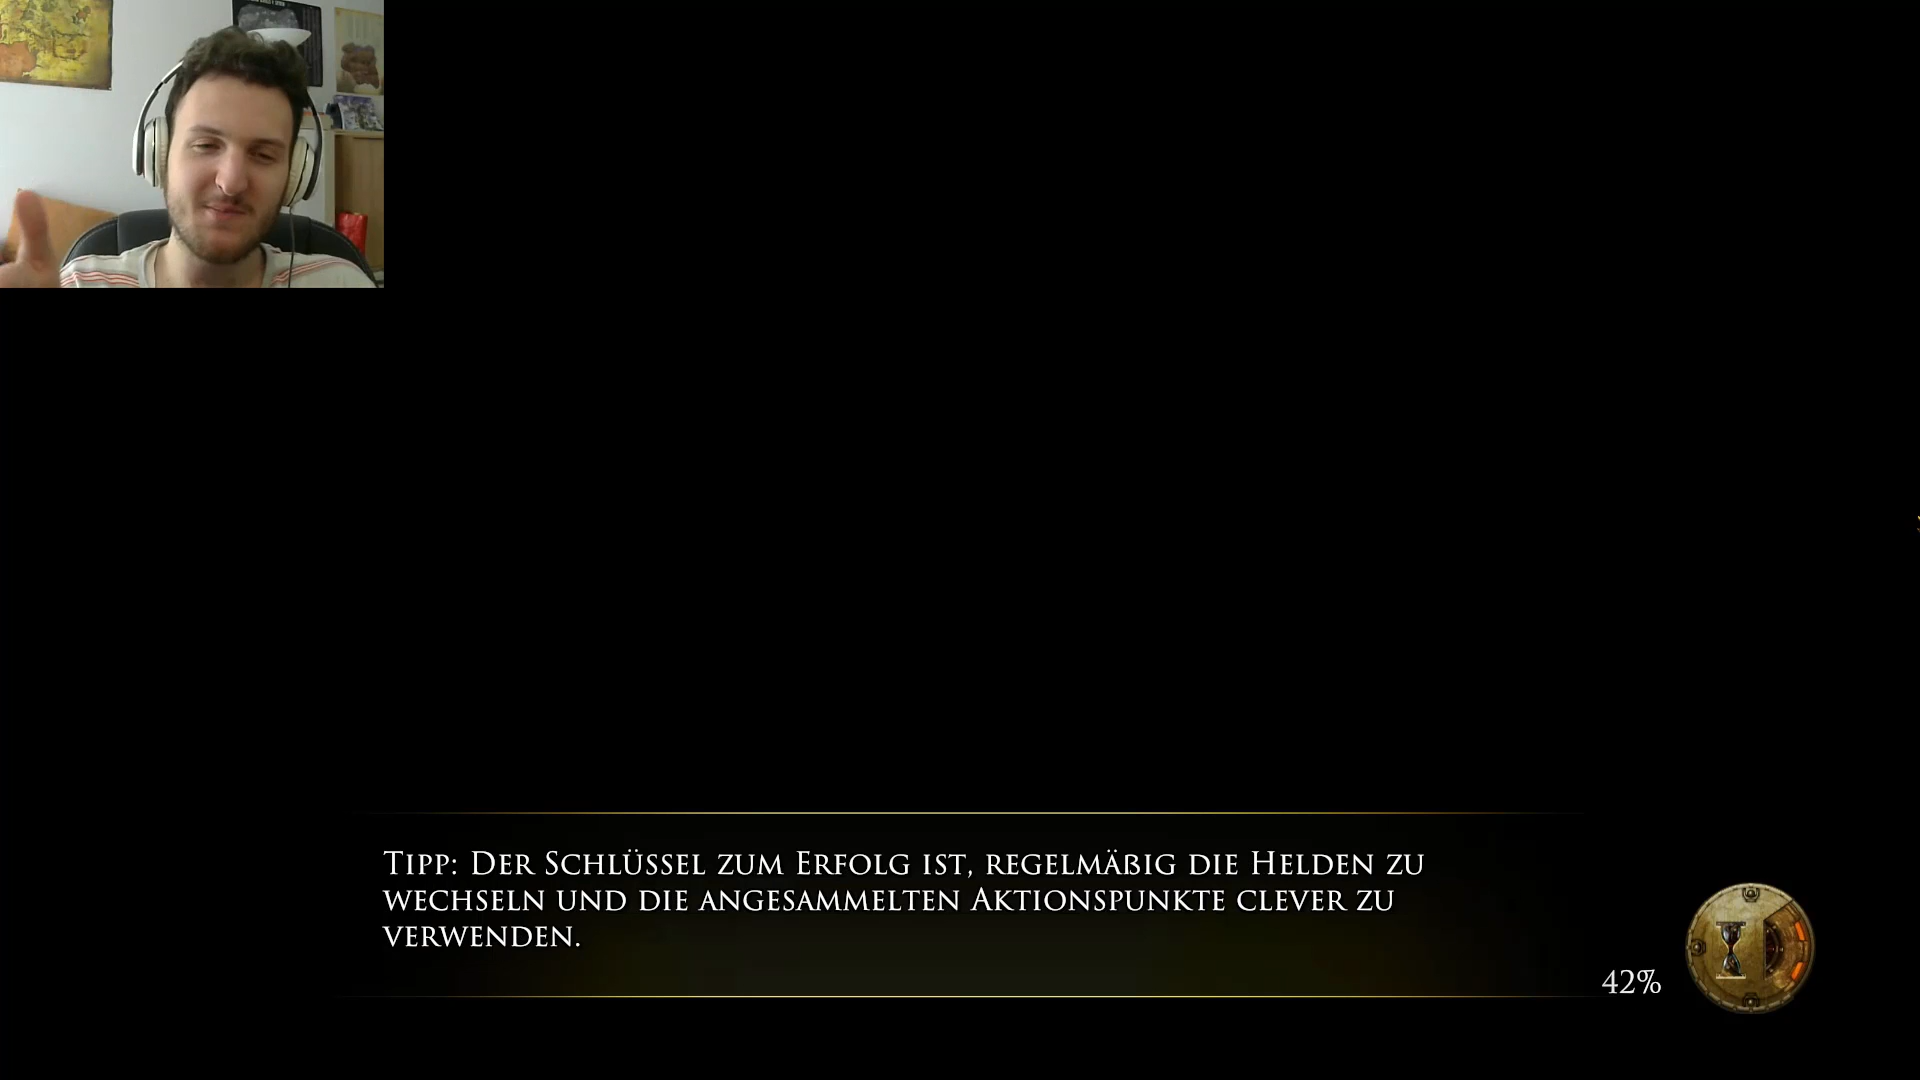 Tipp: Der Schlüssel zum Erfolg ist, regelmäßig die Helden zu
wechseln und die angesammelten Aktionspunkte clever zu
verwenden.
42%